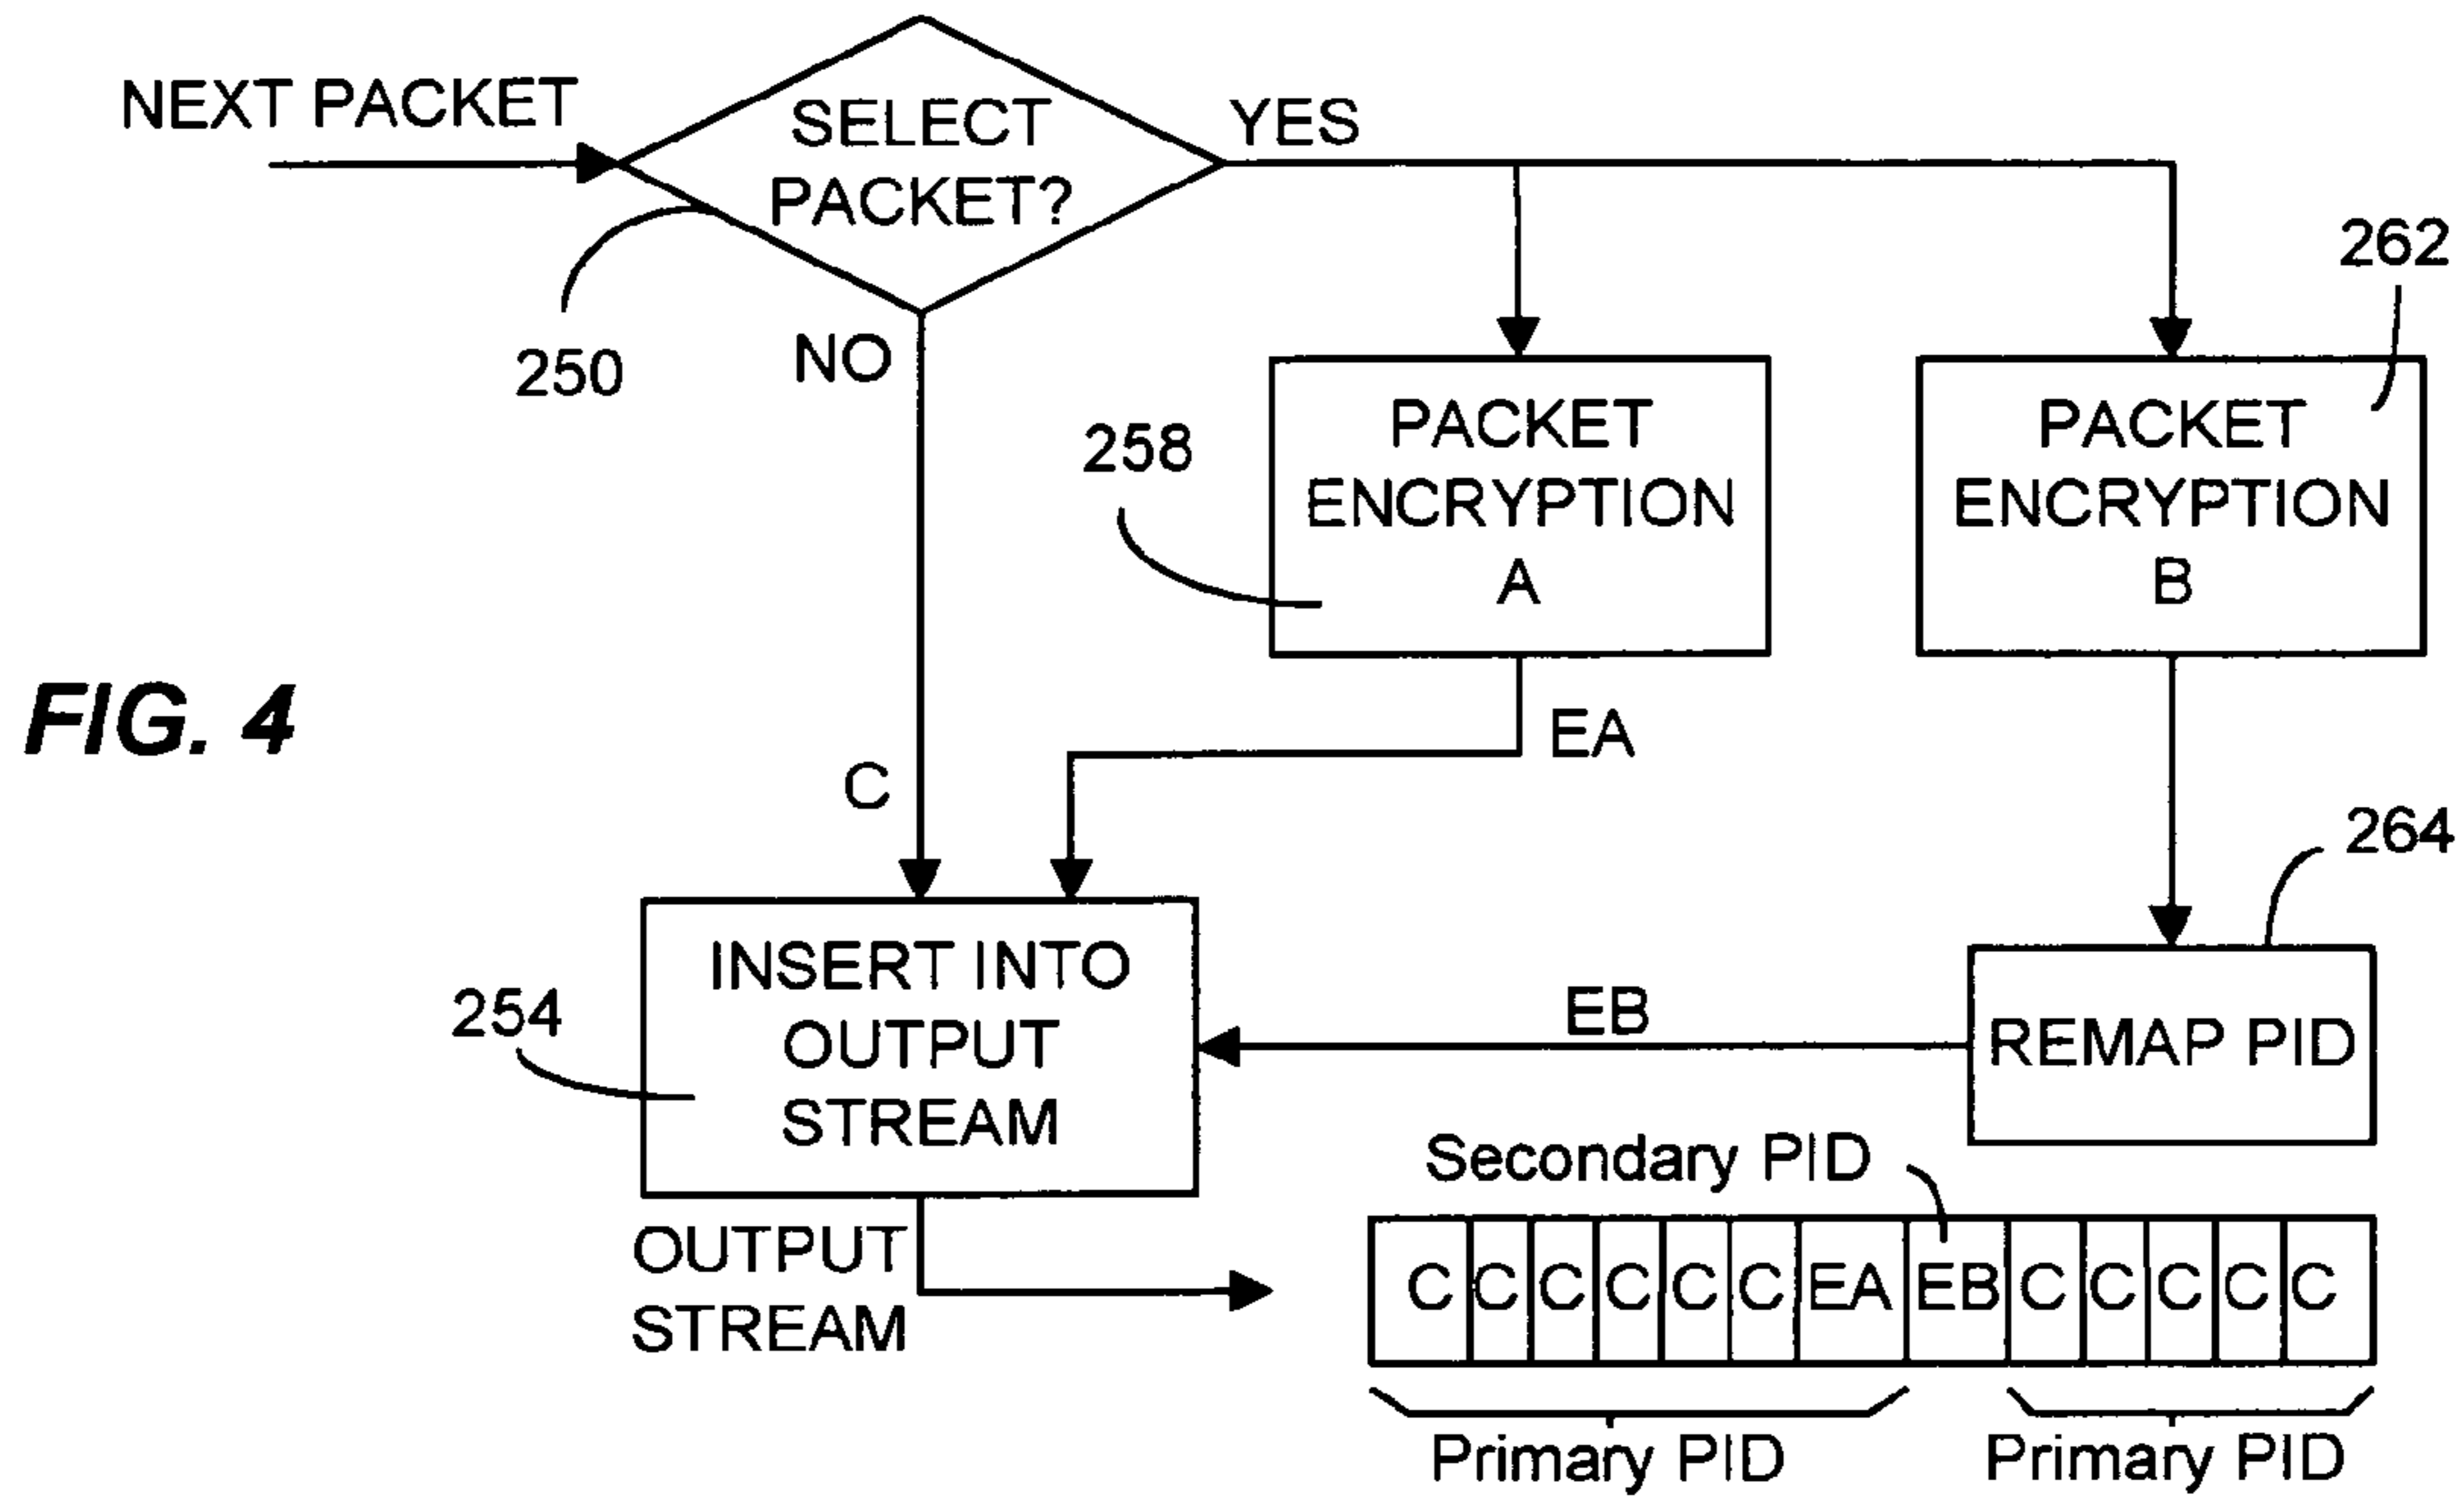 NEXT PACKET
SELECT
PACKET?
YES
262
250
NO
258
PACKET
ENCRYPTION
A
PACKET
ENCRYPTION
B
FIG. 4
EA
C
264
254
INSERT INTO
OUTPUT
STREAM
EB
REMAP PID
Secondary PID
OUTPUT
STREAM
C C C C C C EA EB C C C C C
Primary PID
Primary PID